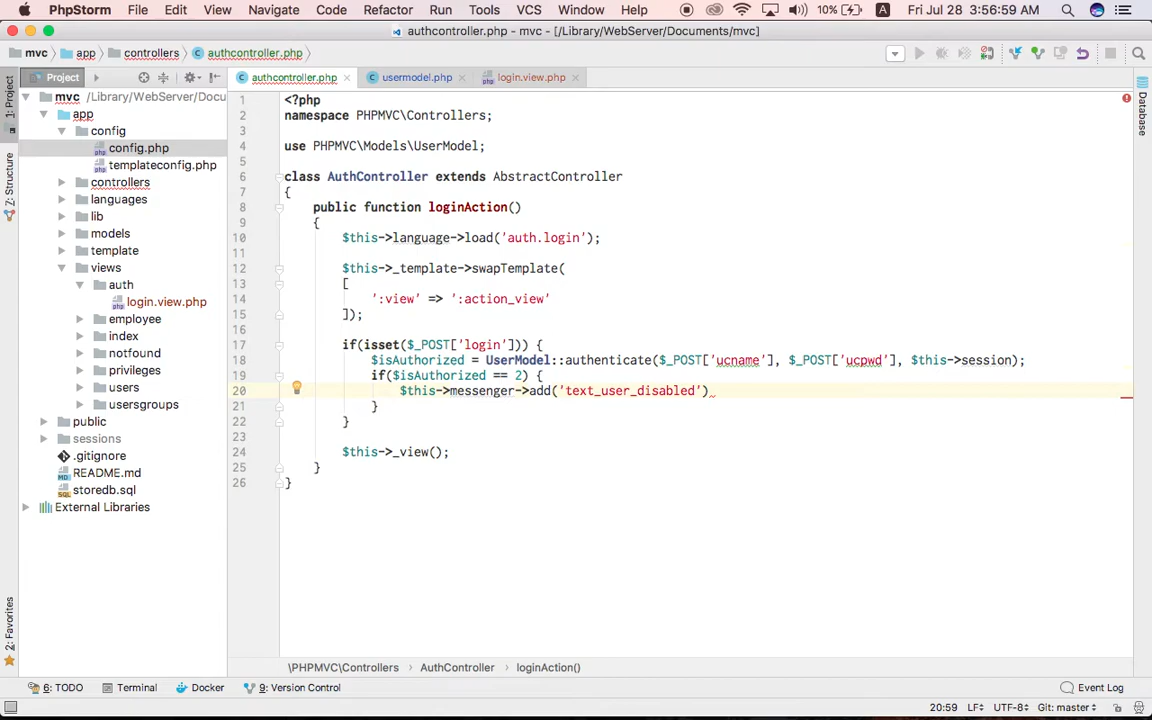 PhpStorm File Edit View Navigate Code Refactor Run Tools VCS Window Help 10% A Fri Jul 28 3:56:59 AM
authcontroller.php - mvc - [/Library/WebServer/Documents/mvc]
mvc app controllers authcontroller.php
Project authcontroller.php usermodel.php login.view.php
1: Project
Z: Structure
2: Favorites
Database
mvc /Library/WebServer/Docu
app
config
config.php
templateconfig.php
controllers
languages
lib
models
template
views
auth
login.view.php
employee
index
notfound
privileges
users
usersgroups
public
sessions
.gitignore
README.md
storedb.sql
External Libraries
1 <?php
2 namespace PHPMVC\Controllers;
3
4 use PHPMVC\Models\UserModel;
5
6 class AuthController extends AbstractController
7 {
8 public function loginAction()
9 {
10 $this->language->load('auth.login');
11
12 $this->_template->swapTemplate(
13 [
14 ':view' => ':action_view'
15 ]);
16
17 if(isset($_POST['login'])) {
18 $isAuthorized = UserModel::authenticate($_POST['ucname'], $_POST['ucpwd'], $this->session);
19 if($isAuthorized == 2) {
20 $this->messenger->add('text_user_disabled')
21 }
22 }
23
24 $this->_view();
25 }
26 }
\PHPMVC\Controllers AuthController loginAction()
6: TODO Terminal Docker 9: Version Control Event Log
20:59 LF UTF-8 Git: master